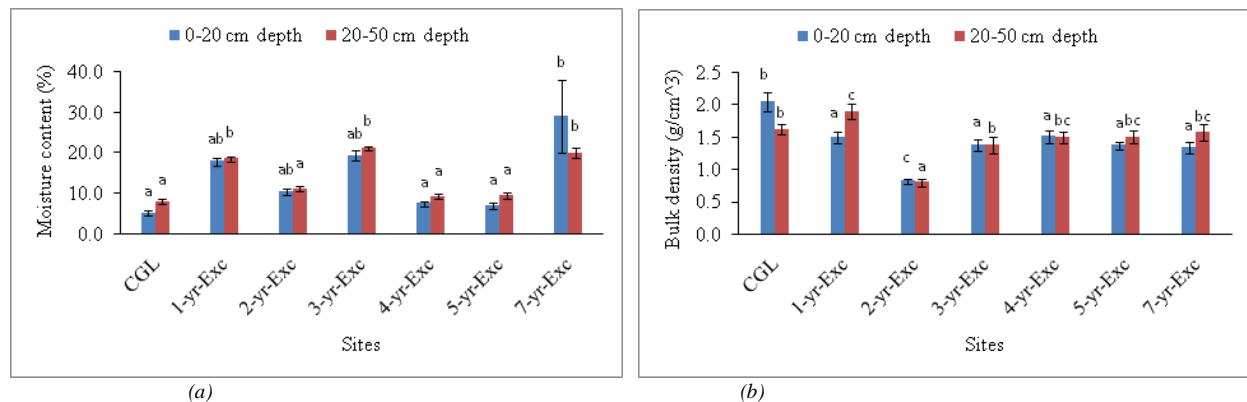 0-20 cm depth 20-50 cm depth
Moisture content (%)
40.0
30.0
20.0
10.0
0.0
a a
ab b
ab a
ab b
a a
a a
b b
CGL
1-yr-Exc
2-yr-Exc
3-yr-Exc
4-yr-Exc
5-yr-Exc
7-yr-Exc
Sites
(a)
0-20 cm depth 20-50 cm depth
Bulk density (g/cm^3)
2.5
2.0
1.5
1.0
0.5
0.0
b b
a c
c a
a b
a bc
a bc
a bc
CGL
1-yr-Exc
2-yr-Exc
3-yr-Exc
4-yr-Exc
5-yr-Exc
7-yr-Exc
Sites
(b)